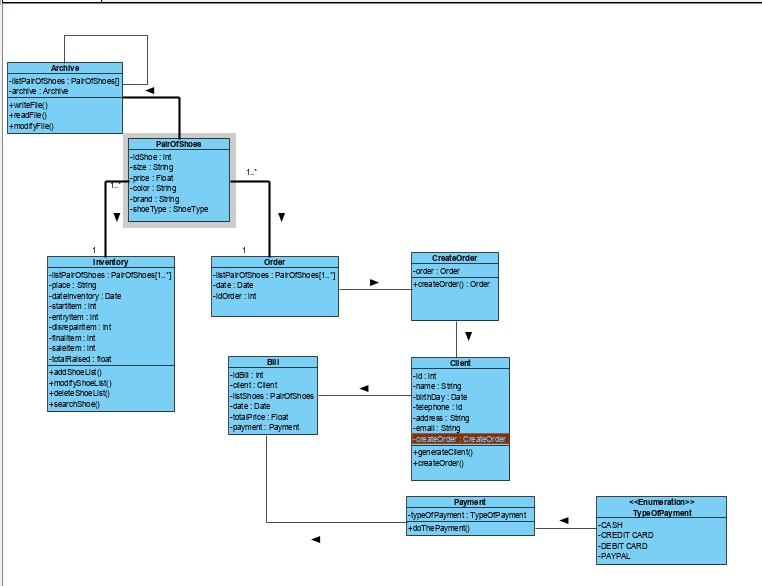 Archive
-listPairOfShoes : PairOfShoes[]
-archive : Archive
+writeFile()
+readFile()
+modifyFile()
PairOfShoes
-idShoe : int
-size : String
-price : Float
-color : String
-brand : String
-shoeType : ShoeType
1..*
1..*
1
1
Inventory
-listPairOfShoes : PairOfShoes[1..*]
-place : String
-dateInventory : Date
-startItem : int
-entryItem : int
-disrepairItem : int
-finalItem : int
-saleItem : int
-totalRaised : float
+addShoeList()
+modifyShoeList()
+deleteShoeList()
+searchShoe()
Order
-listPairOfShoes : PairOfShoes[1..*]
-date : Date
-idOrder : int
CreateOrder
-order : Order
+createOrder() : Order
Bill
-idBill : int
-client : Client
-listShoes : PairOfShoes
-date : Date
-totalPrice : Float
-payment : Payment
Client
-id : int
-name : String
-birthDay : Date
-telephone : id
-address : String
-email : String
-createOrder : CreateOrder
+generateClient()
+createOrder()
Payment
-typeOfPayment : TypeOfPayment
+doThePayment()
<<Enumeration>>
TypeOfPayment
-CASH
-CREDIT CARD
-DEBIT CARD
-PAYPAL